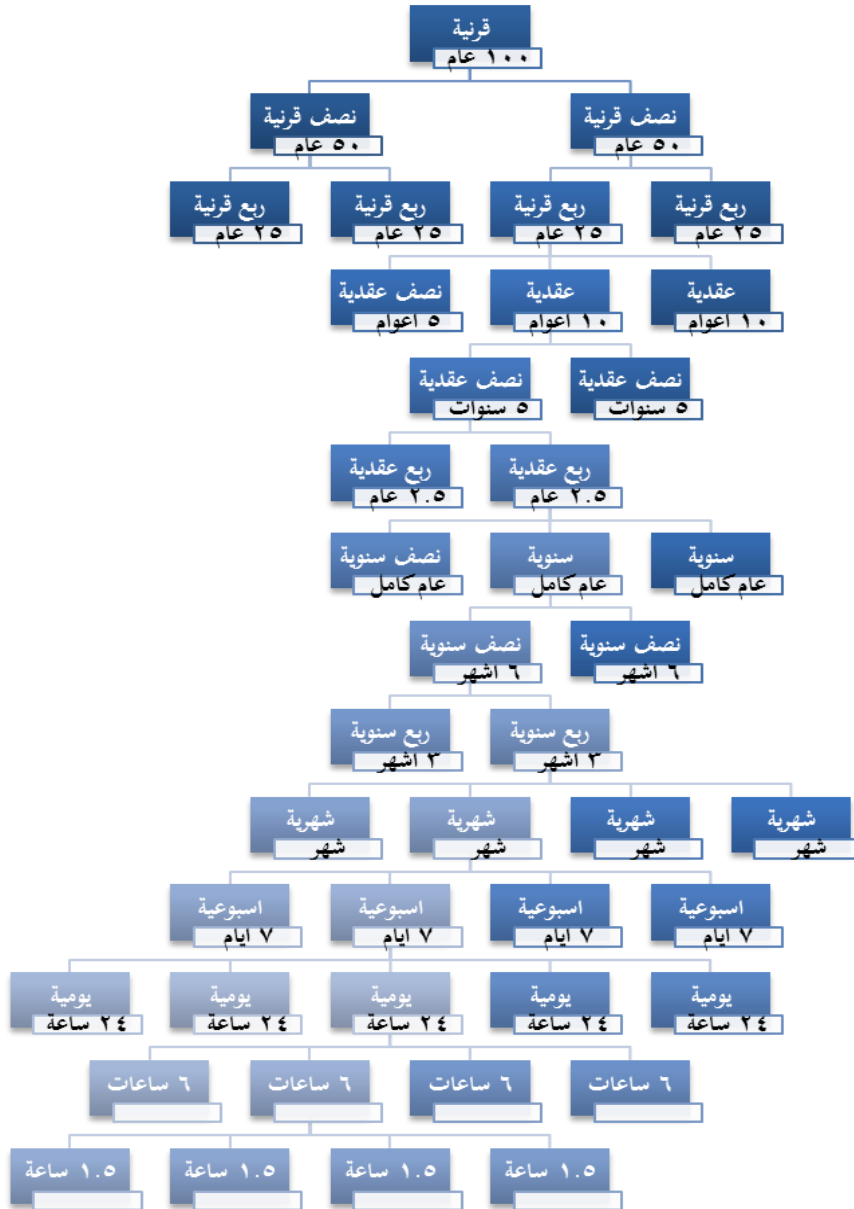 قرنية
١٠٠ عام
نصف قرنية
٥٠ عام
نصف قرنية
٥٠ عام
ربع قرنية
٢٥ عام
ربع قرنية
٢٥ عام
ربع قرنية
٢٥ عام
ربع قرنية
٢٥ عام
عقدية
١٠ اعوام
عقدية
١٠ اعوام
نصف عقدية
٥ اعوام
نصف عقدية
٥ سنوات
نصف عقدية
٥ سنوات
ربع عقدية
٢.٥ عام
ربع عقدية
٢.٥ عام
سنوية
عام كامل
سنوية
عام كامل
نصف سنوية
عام كامل
نصف سنوية
٦ اشهر
نصف سنوية
٦ اشهر
ربع سنوية
٣ اشهر
ربع سنوية
٣ اشهر
شهرية
شهر
شهرية
شهر
شهرية
شهر
شهرية
شهر
اسبوعية
٧ ايام
اسبوعية
٧ ايام
اسبوعية
٧ ايام
اسبوعية
٧ ايام
يومية
٢٤ ساعة
يومية
٢٤ ساعة
يومية
٢٤ ساعة
يومية
٢٤ ساعة
يومية
٢٤ ساعة
٦ ساعات
٦ ساعات
٦ ساعات
٦ ساعات
١.٥ ساعة
١.٥ ساعة
١.٥ ساعة
١.٥ ساعة